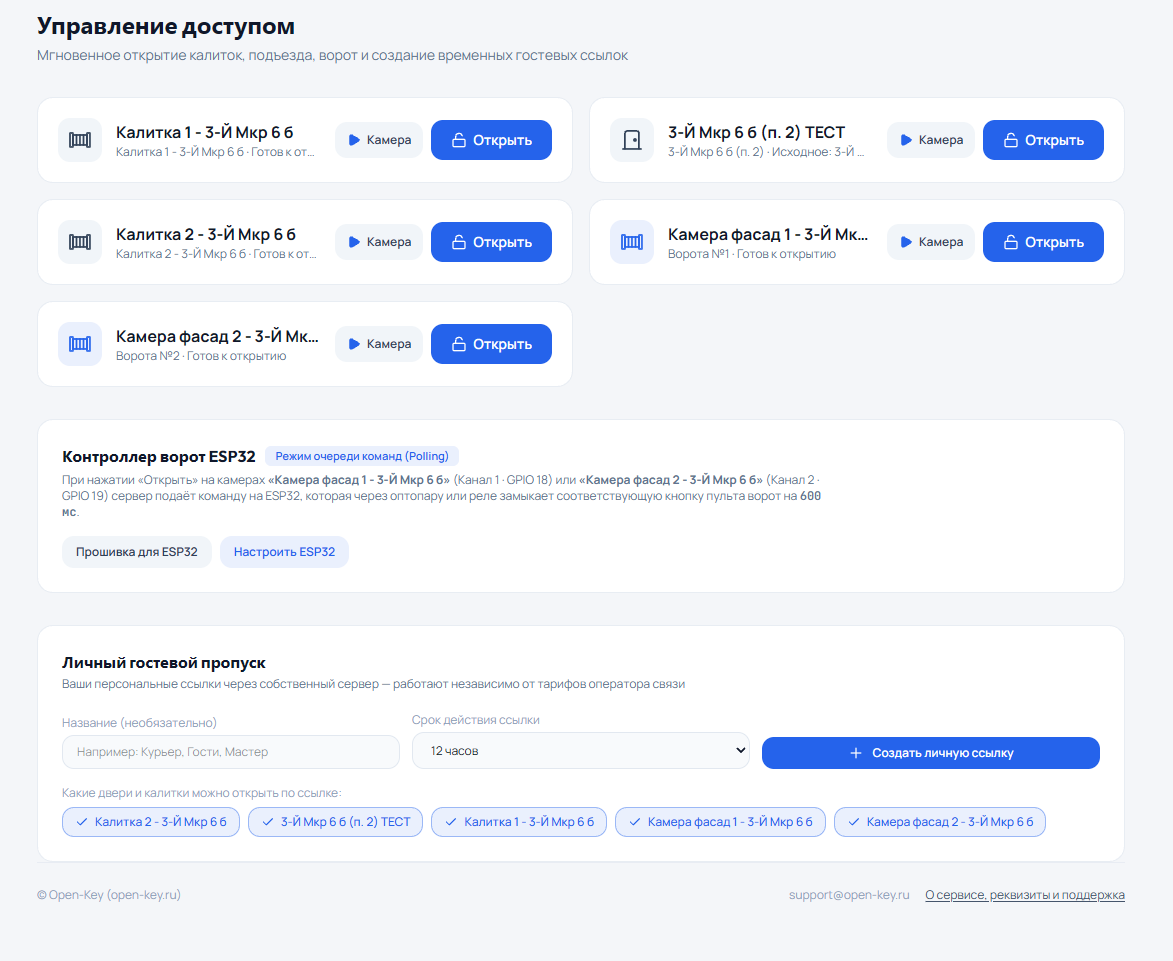 Управление доступом
Мгновенное открытие калиток, подъезда, ворот и создание временных гостевых ссылок
Калитка 1 - 3-Й Мкр 6 б
Калитка 1 - 3-Й Мкр 6 б · Готов к от...
Камера
Открыть
3-Й Мкр 6 б (п. 2) ТЕСТ
3-Й Мкр 6 б (п. 2) · Исходное: 3-Й ...
Камера
Открыть
Калитка 2 - 3-Й Мкр 6 б
Калитка 2 - 3-Й Мкр 6 б · Готов к от...
Камера
Открыть
Камера фасад 1 - 3-Й Мк...
Ворота №1 · Готов к открытию
Камера
Открыть
Камера фасад 2 - 3-Й Мк...
Ворота №2 · Готов к открытию
Камера
Открыть
Контроллер ворот ESP32
Режим очереди команд (Polling)
При нажатии «Открыть» на камерах «Камера фасад 1 - 3-Й Мкр 6 б» (Канал 1 · GPIO 18) или «Камера фасад 2 - 3-Й Мкр 6 б» (Канал 2 ·
GPIO 19) сервер подаёт команду на ESP32, которая через оптопару или реле замыкает соответствующую кнопку пульта ворот на 600
мс.
Прошивка для ESP32
Настроить ESP32
Личный гостевой пропуск
Ваши персональные ссылки через собственный сервер — работают независимо от тарифов оператора связи
Название (необязательно)
Срок действия ссылки
Например: Курьер, Гости, Мастер
12 часов
Создать личную ссылку
Какие двери и калитки можно открыть по ссылке:
Калитка 2 - 3-Й Мкр 6 б
3-Й Мкр 6 б (п. 2) ТЕСТ
Калитка 1 - 3-Й Мкр 6 б
Камера фасад 1 - 3-Й Мкр 6 б
Камера фасад 2 - 3-Й Мкр 6 б
© Open-Key (open-key.ru)
support@open-key.ru
О сервисе, реквизиты и поддержка